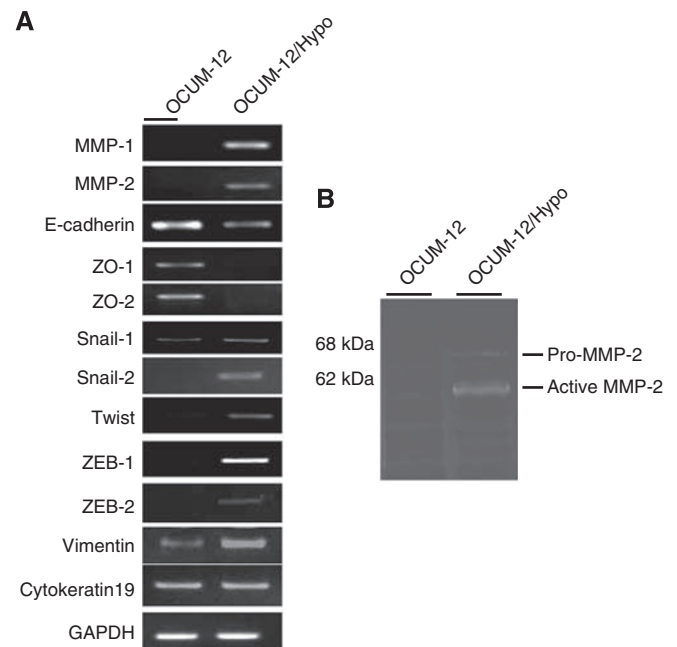 A
OCUM-12
OCUM-12/Hypo
MMP-1
MMP-2
E-cadherin
ZO-1
ZO-2
Snail-1
Snail-2
Twist
ZEB-1
ZEB-2
Vimentin
Cytokeratin19
GAPDH
B
OCUM-12
OCUM-12/Hypo
68 kDa
62 kDa
Pro-MMP-2
Active MMP-2